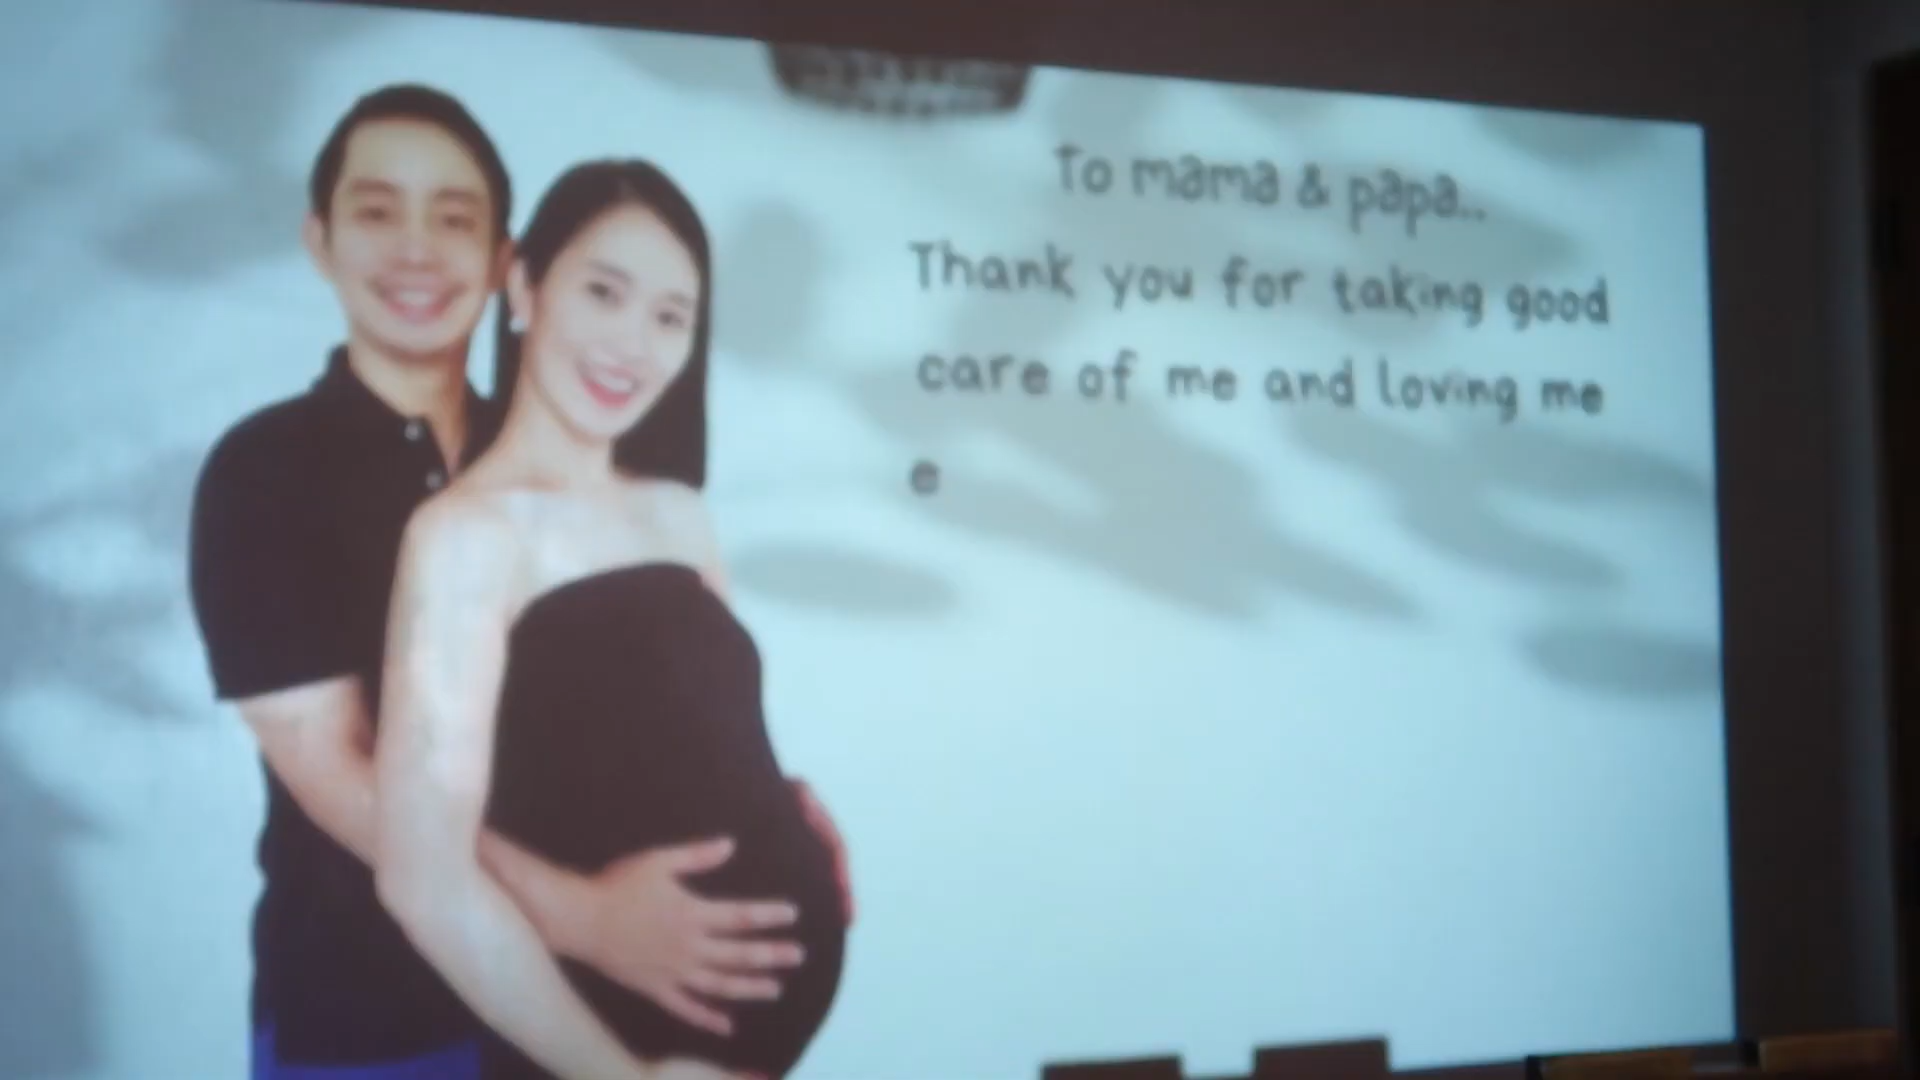 To mama & papa..
Thank you for taking good
care of me and loving me
e